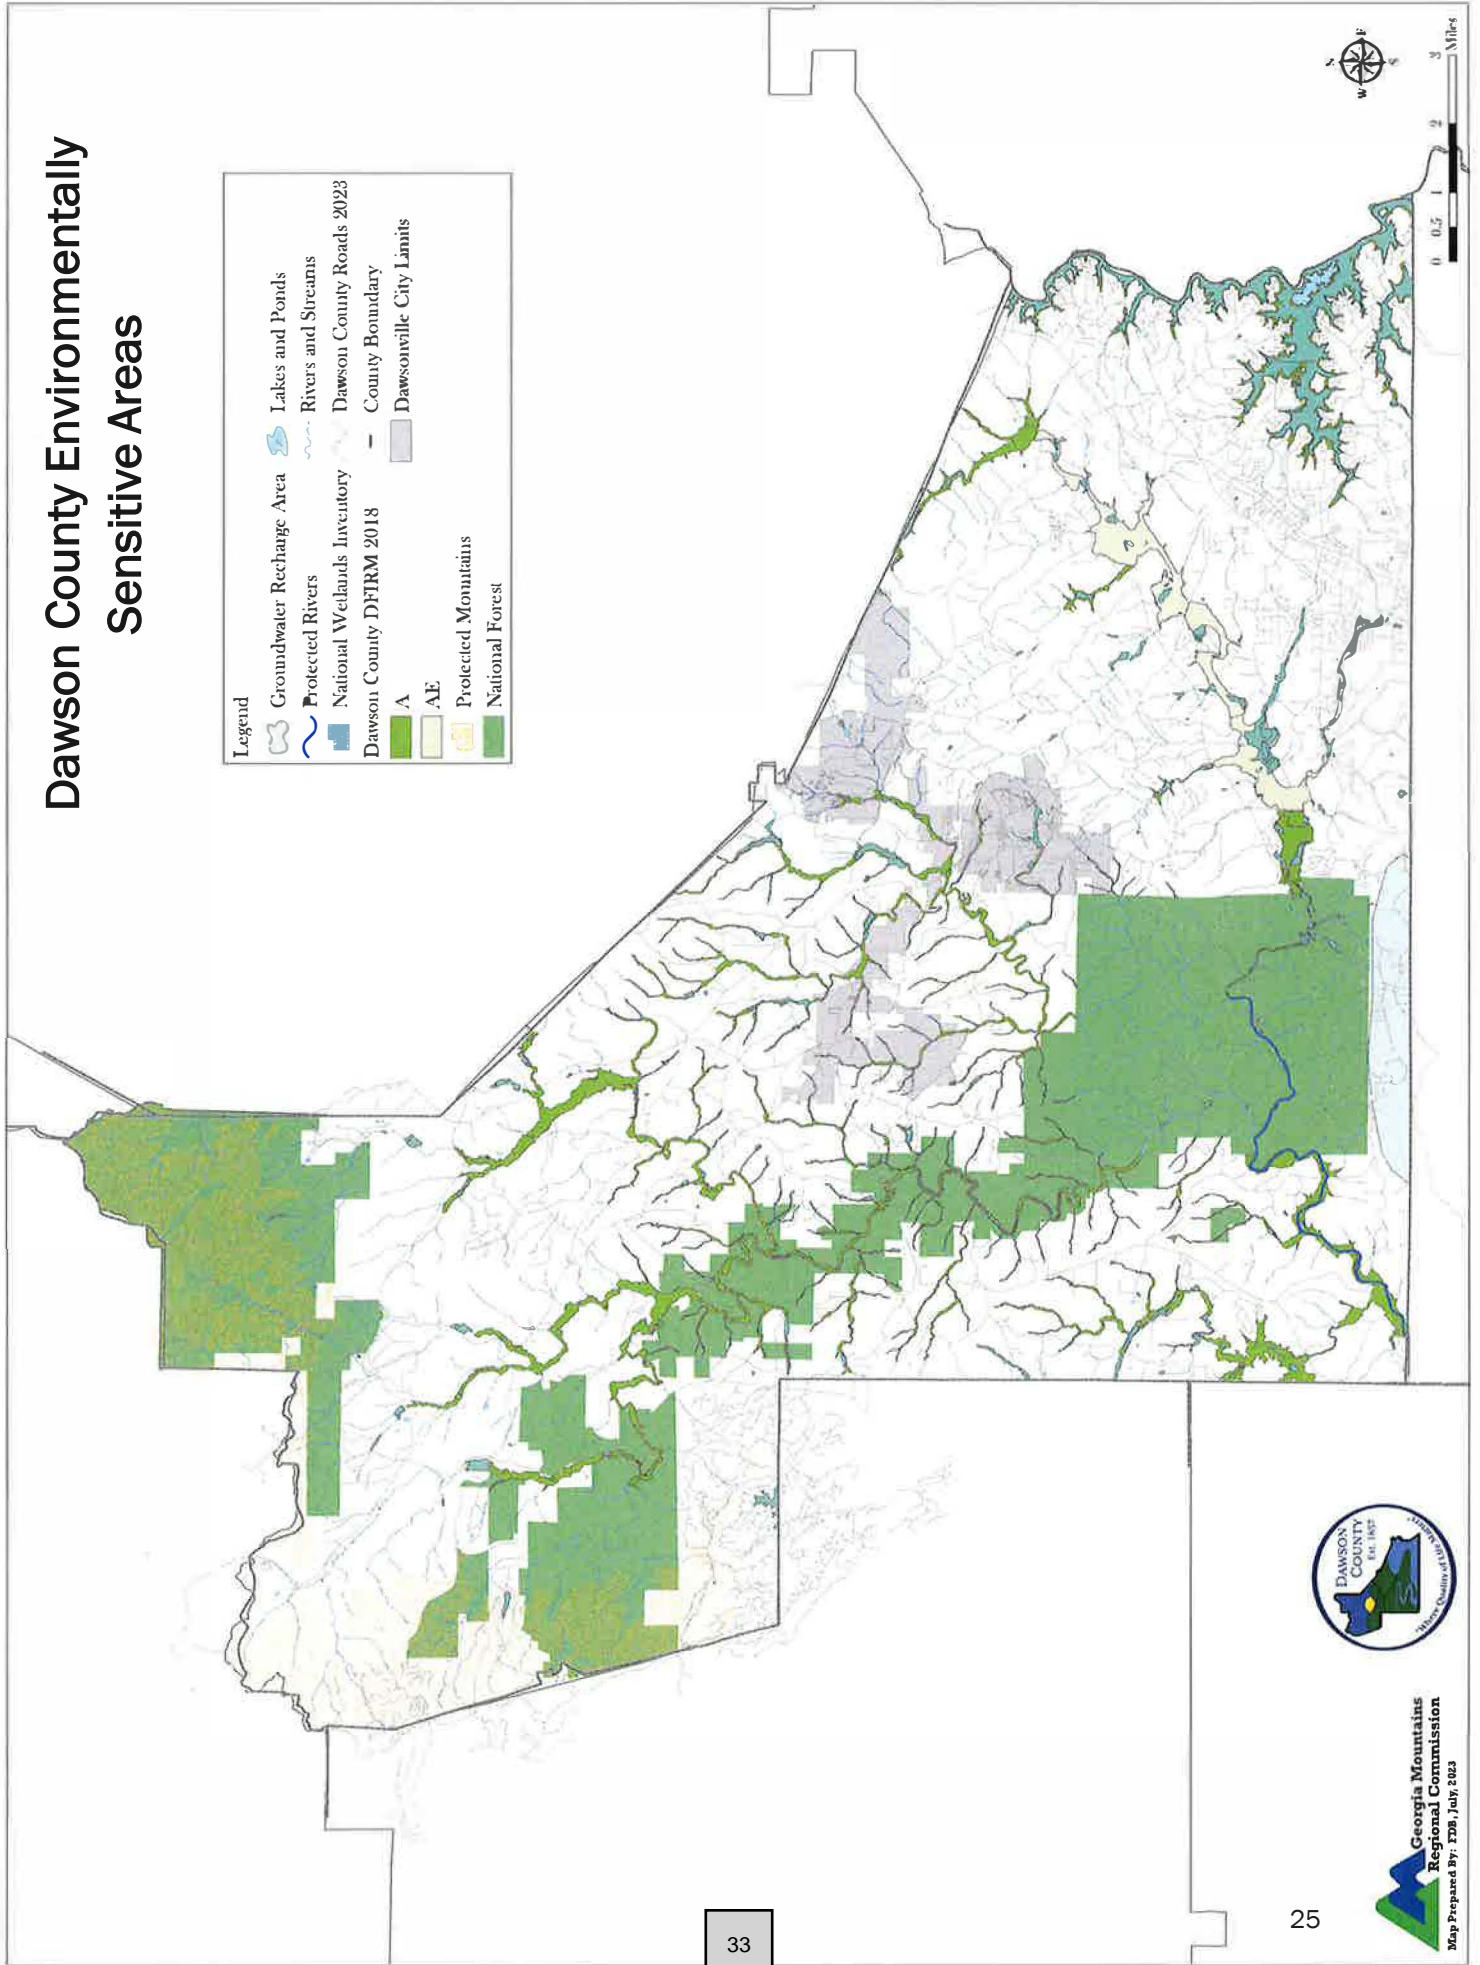 Dawson County Environmentally
Sensitive Areas
Legend
Groundwater Recharge Area
Protected Rivers
National Wetlands Inventory
Dawson County DFIRM 2018
A
AE
Protected Mountains
National Forest
Lakes and Ponds
Rivers and Streams
Dawson County Roads 2023
County Boundary
Dawsonville City Limits
W
E
S
0 0.5 1 2 3
Miles
DAWSON
COUNTY
Est. 1857
"Where Quality of Life Matters"
Georgia Mountains
Regional Commission
Map Prepared By: FDB, July, 2023
25
33